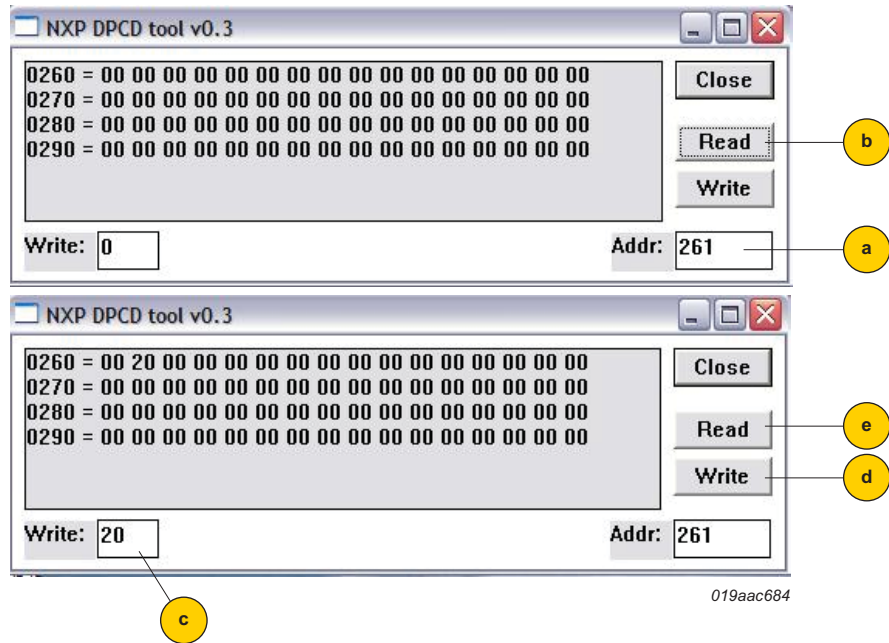 NXP DPCD tool v0.3
0260 = 00 00 00 00 00 00 00 00 00 00 00 00 00 00 00 00
0270 = 00 00 00 00 00 00 00 00 00 00 00 00 00 00 00 00
0280 = 00 00 00 00 00 00 00 00 00 00 00 00 00 00 00 00
0290 = 00 00 00 00 00 00 00 00 00 00 00 00 00 00 00 00
Close
Read
b
Write
Write: 0
Addr: 261
a
NXP DPCD tool v0.3
0260 = 00 20 00 00 00 00 00 00 00 00 00 00 00 00 00 00
0270 = 00 00 00 00 00 00 00 00 00 00 00 00 00 00 00 00
0280 = 00 00 00 00 00 00 00 00 00 00 00 00 00 00 00 00
0290 = 00 00 00 00 00 00 00 00 00 00 00 00 00 00 00 00
Close
Read
e
Write
d
Write: 20
Addr: 261
019aac684
c